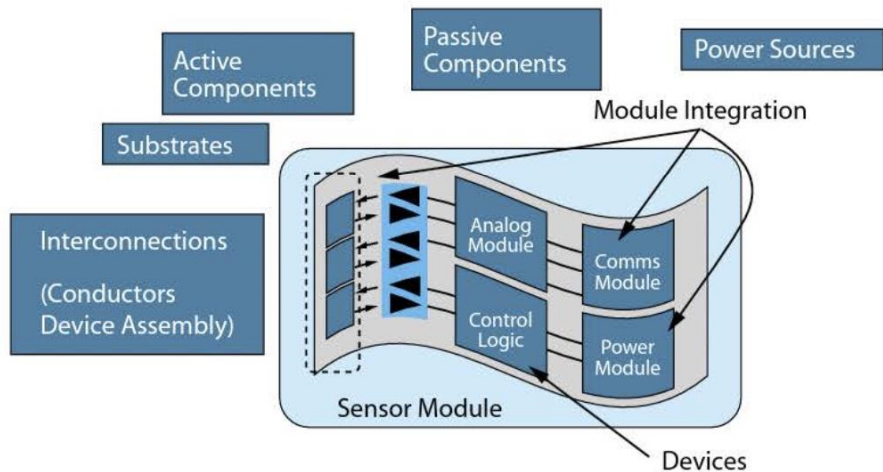 Active
Components
Passive
Components
Power Sources
Module Integration
Substrates
Interconnections
(Conductors
Device Assembly)
Analog
Module
Comms
Module
Control
Logic
Power
Module
Sensor Module
Devices